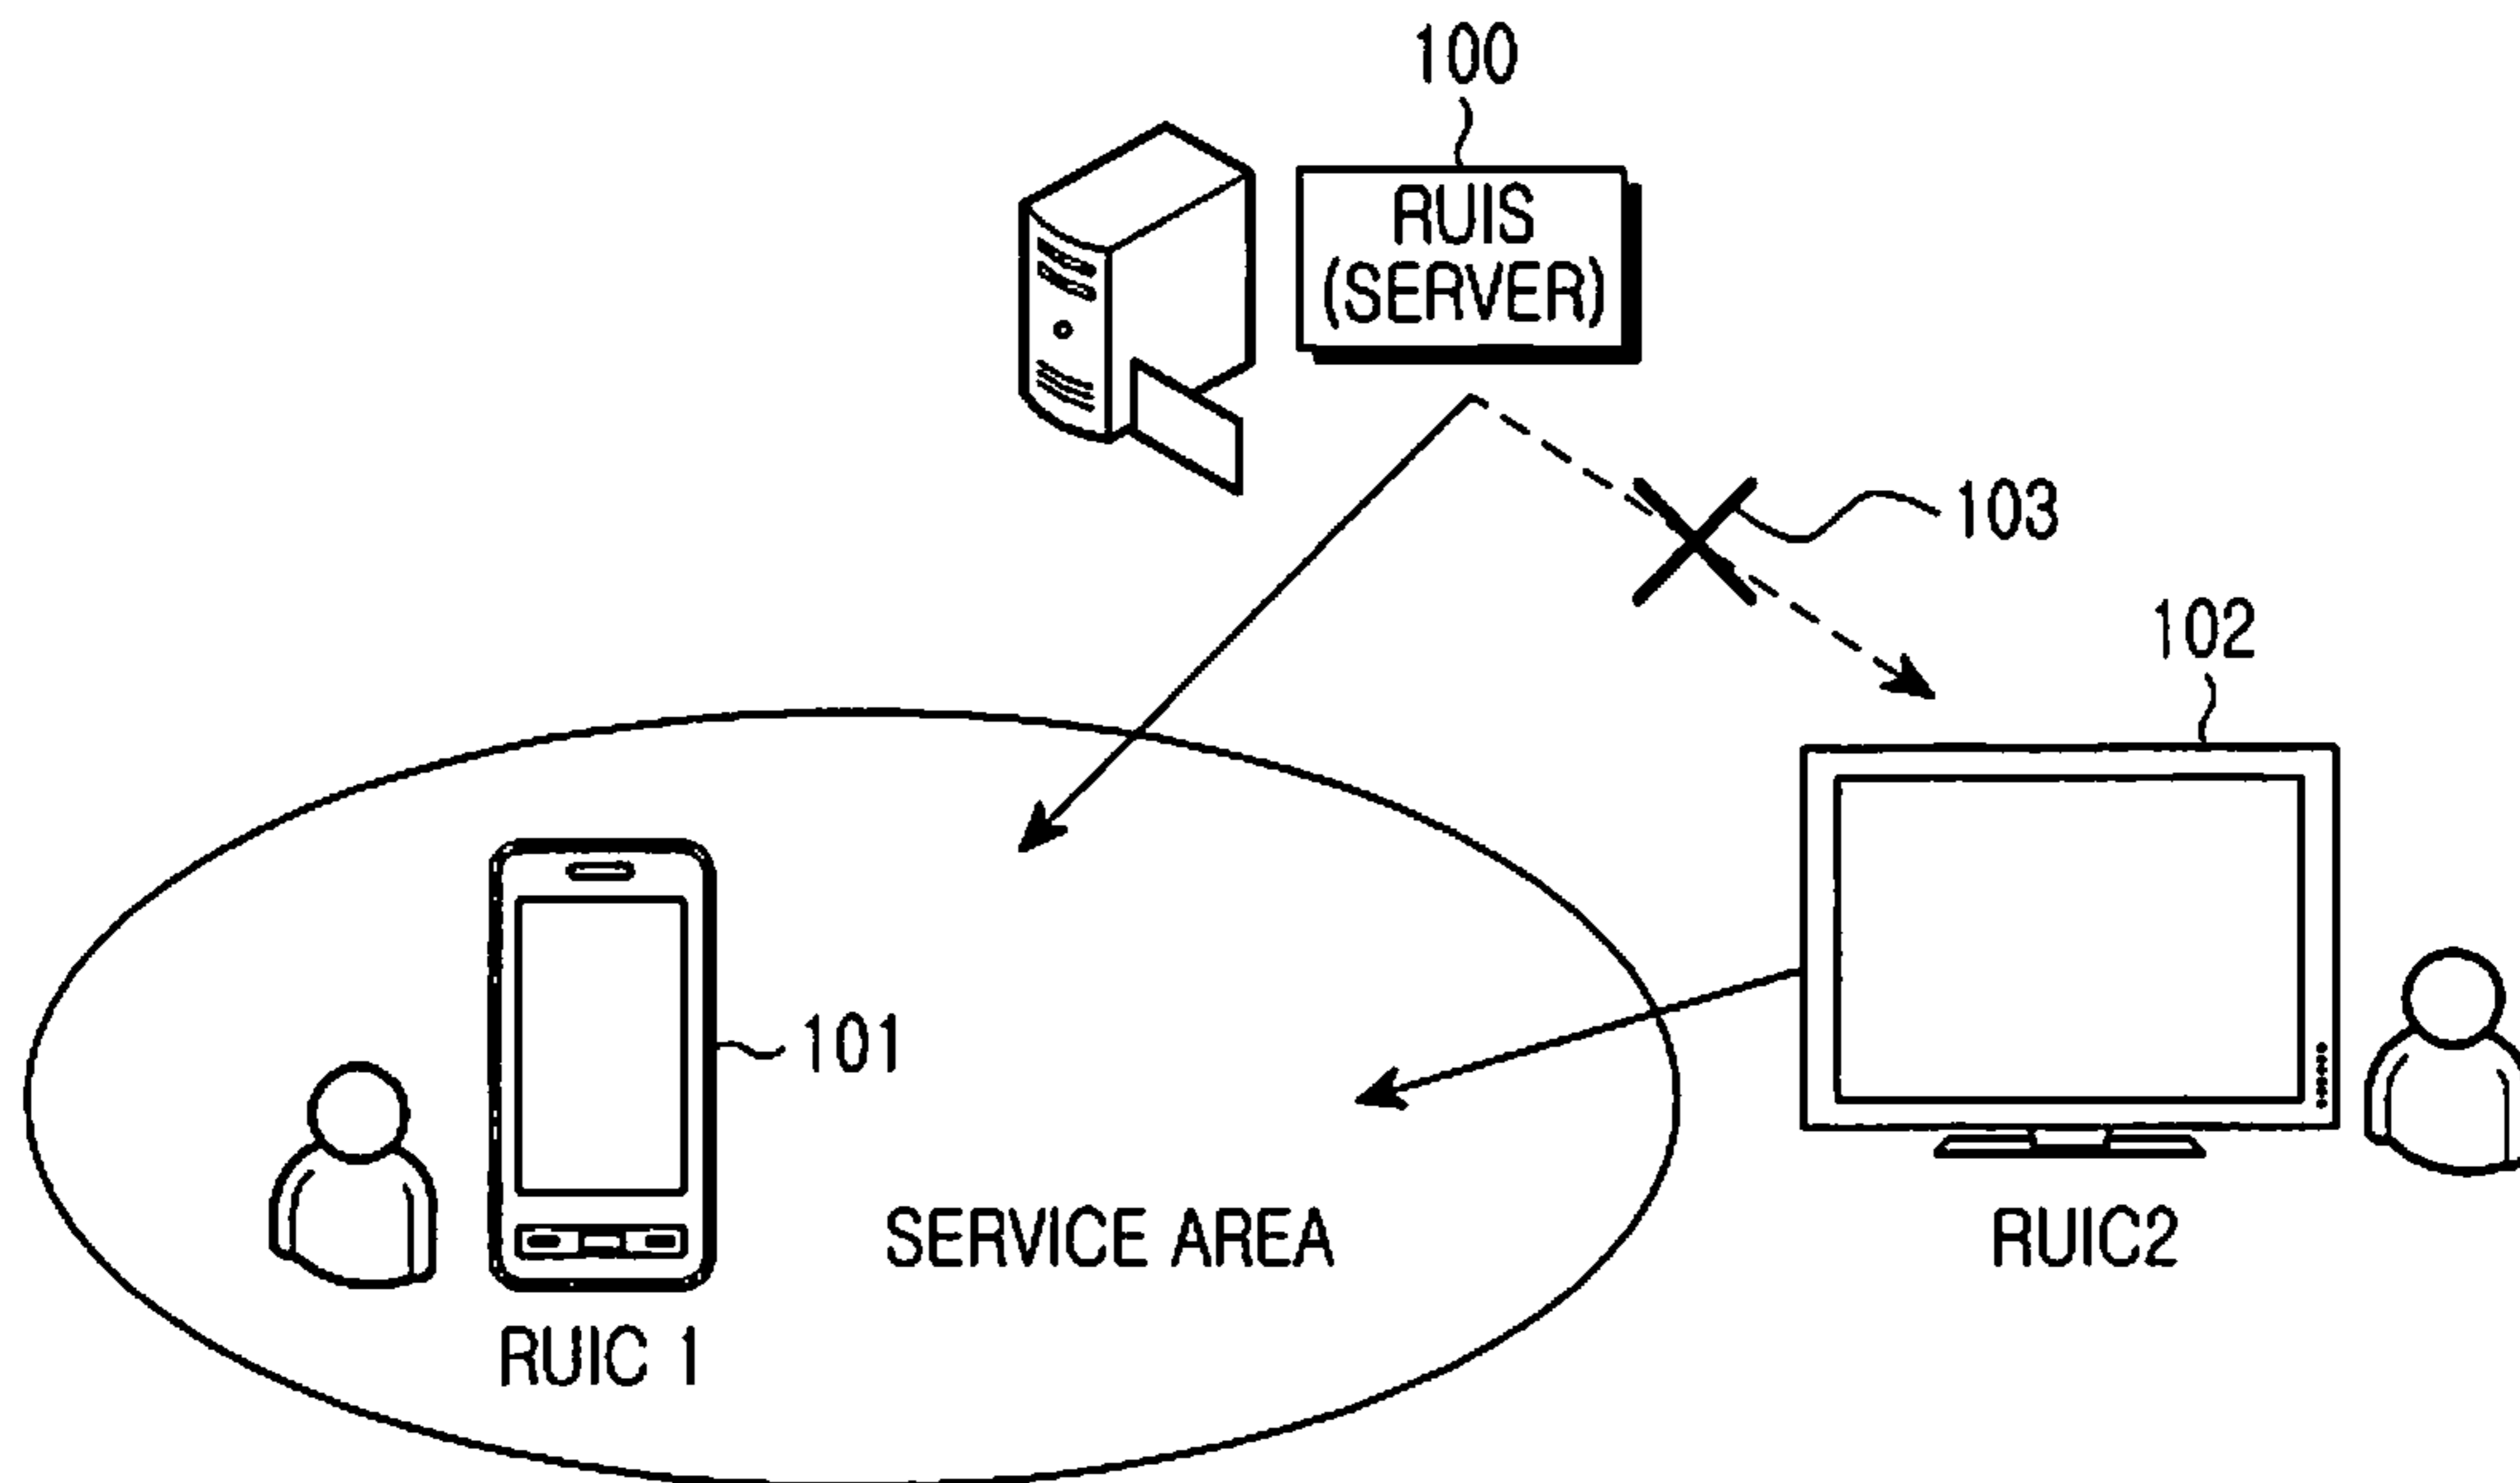 100
RUIS
(SERVER)
103
102
101
SERVICE AREA
RUIC2
RUIC 1